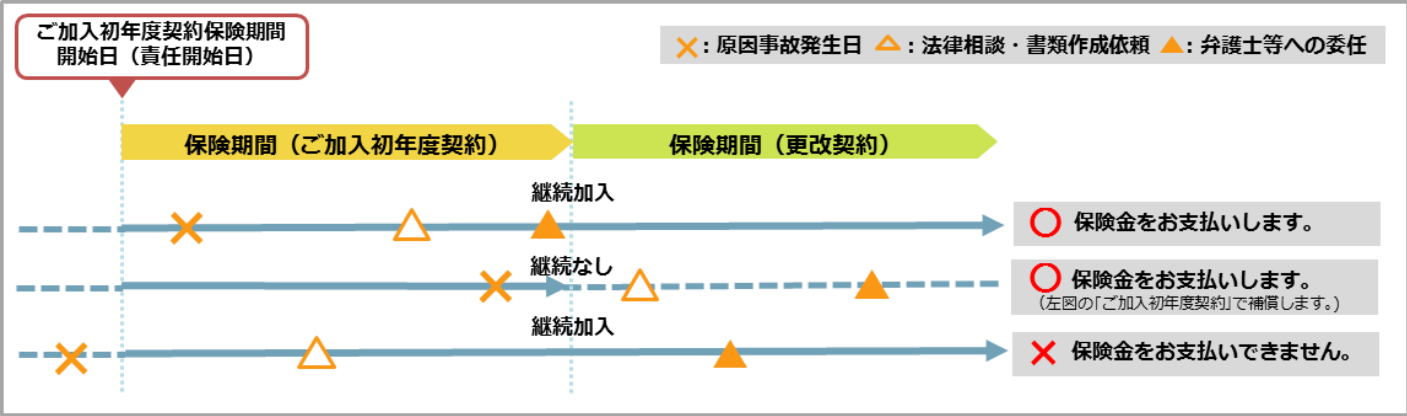 ご加入初年度契約保険期間
開始日（責任開始日）
×：原因事故発生日 △：法律相談・書類作成依頼 ▲：弁護士等への委任
保険期間（ご加入初年度契約）
保険期間（更改契約）
継続加入
保険金をお支払いします。
継続なし
保険金をお支払いします。
（左図の「ご加入初年度契約」で補償します。）
継続加入
保険金をお支払いできません。